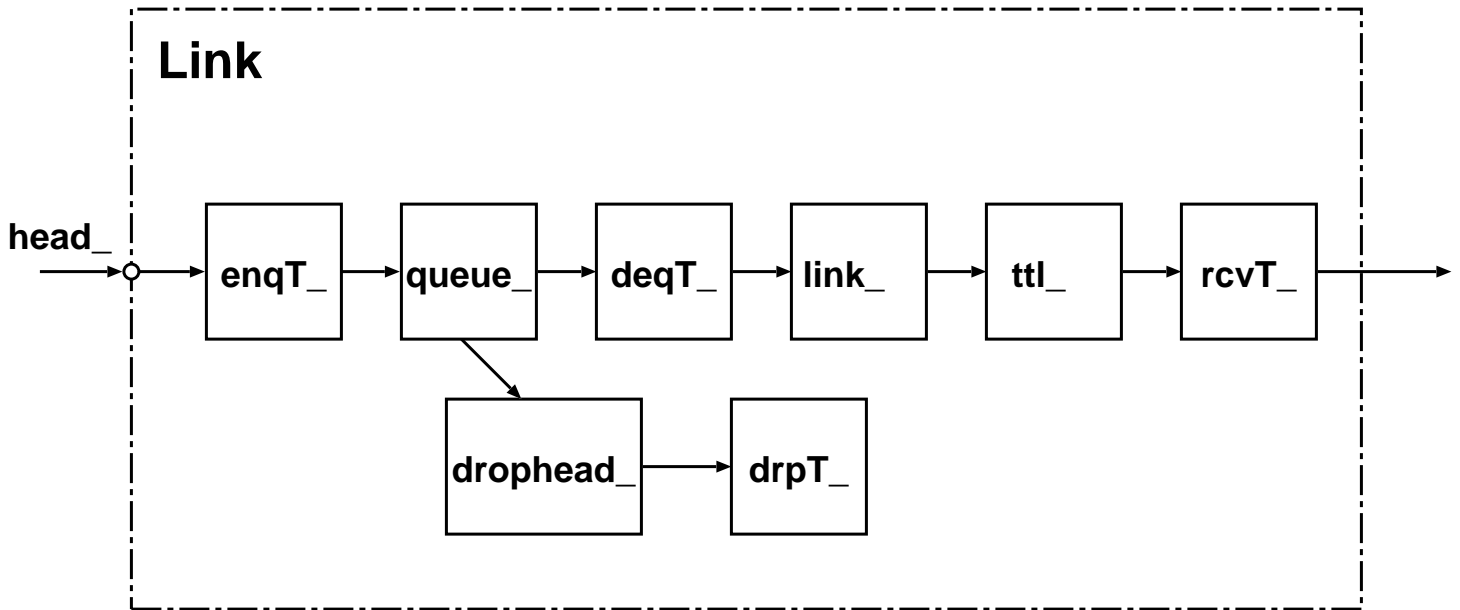 Link
head_
enqT_
queue_
deqT_
link_
ttl_
rcvT_
drophead_
drpT_